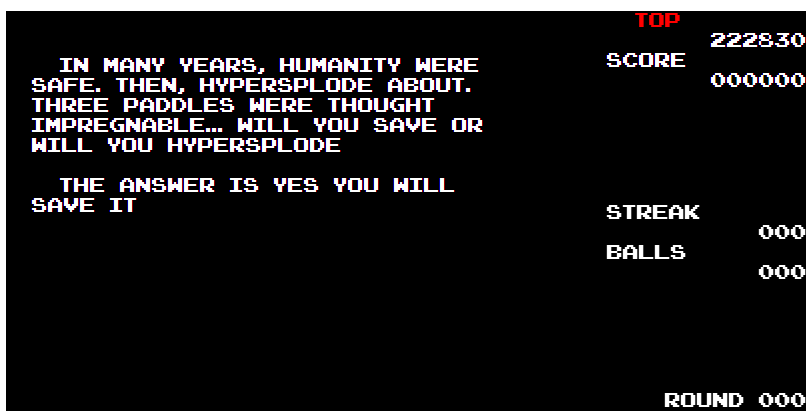 TOP
222830
SCORE
000000
IN MANY YEARS, HUMANITY WERE
SAFE. THEN, HYPERSPLODE ABOUT.
THREE PADDLES WERE THOUGHT
IMPREGNABLE... WILL YOU SAVE OR
WILL YOU HYPERSPLODE
THE ANSWER IS YES YOU WILL
SAVE IT
STREAK
000
BALLS
000
ROUND 000